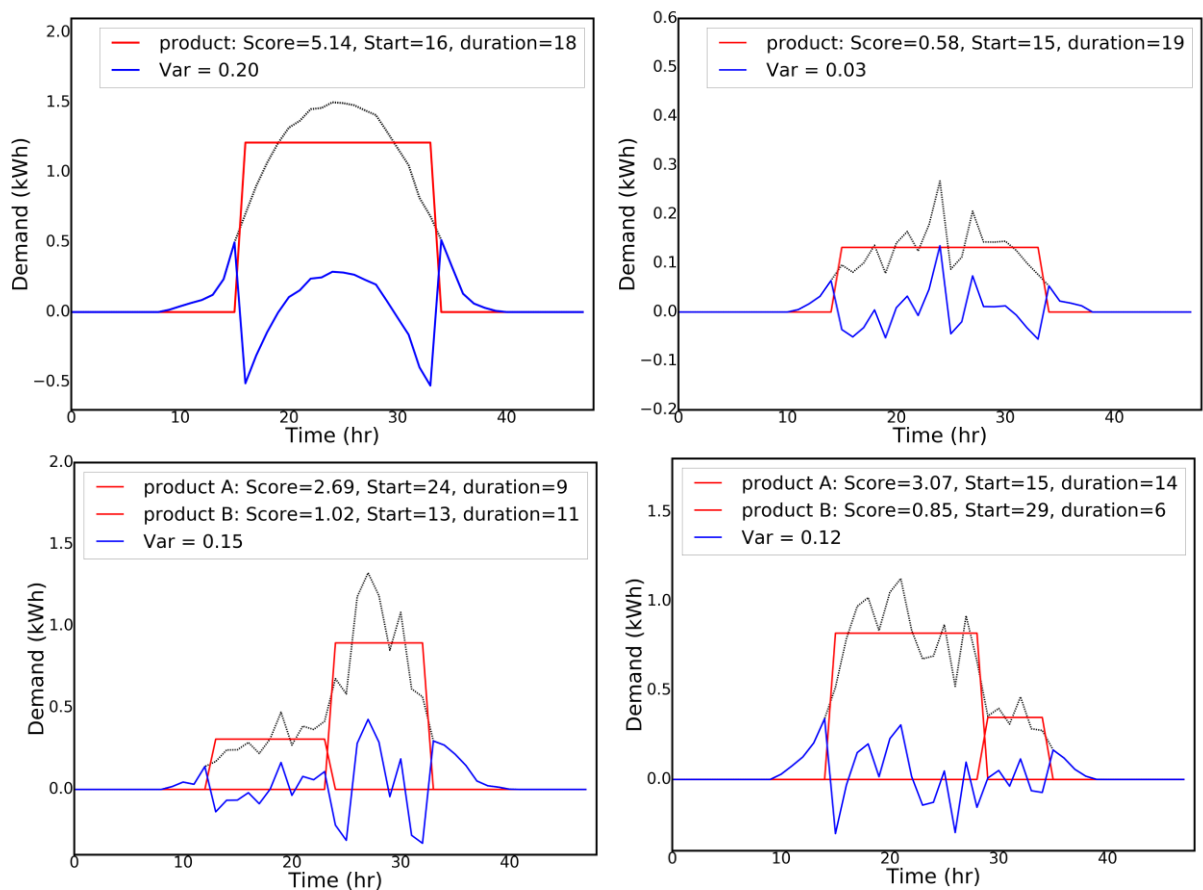 2.0
product: Score=5.14, Start=16, duration=18
Var = 0.20
1.5
1.0
0.5
0.0
−0.5
Demand (kWh)
0
10
20
30
40
Time (hr)
0.6
product: Score=0.58, Start=15, duration=19
Var = 0.03
0.5
0.4
0.3
0.2
0.1
0.0
−0.1
−0.2
Demand (kWh)
0
10
20
30
40
Time (hr)
2.0
product A: Score=2.69, Start=24, duration=9
product B: Score=1.02, Start=13, duration=11
Var = 0.15
1.5
1.0
0.5
0.0
Demand (kWh)
0
10
20
30
40
Time (hr)
product A: Score=3.07, Start=15, duration=14
product B: Score=0.85, Start=29, duration=6
Var = 0.12
1.5
1.0
0.5
0.0
Demand (kWh)
0
10
20
30
40
Time (hr)